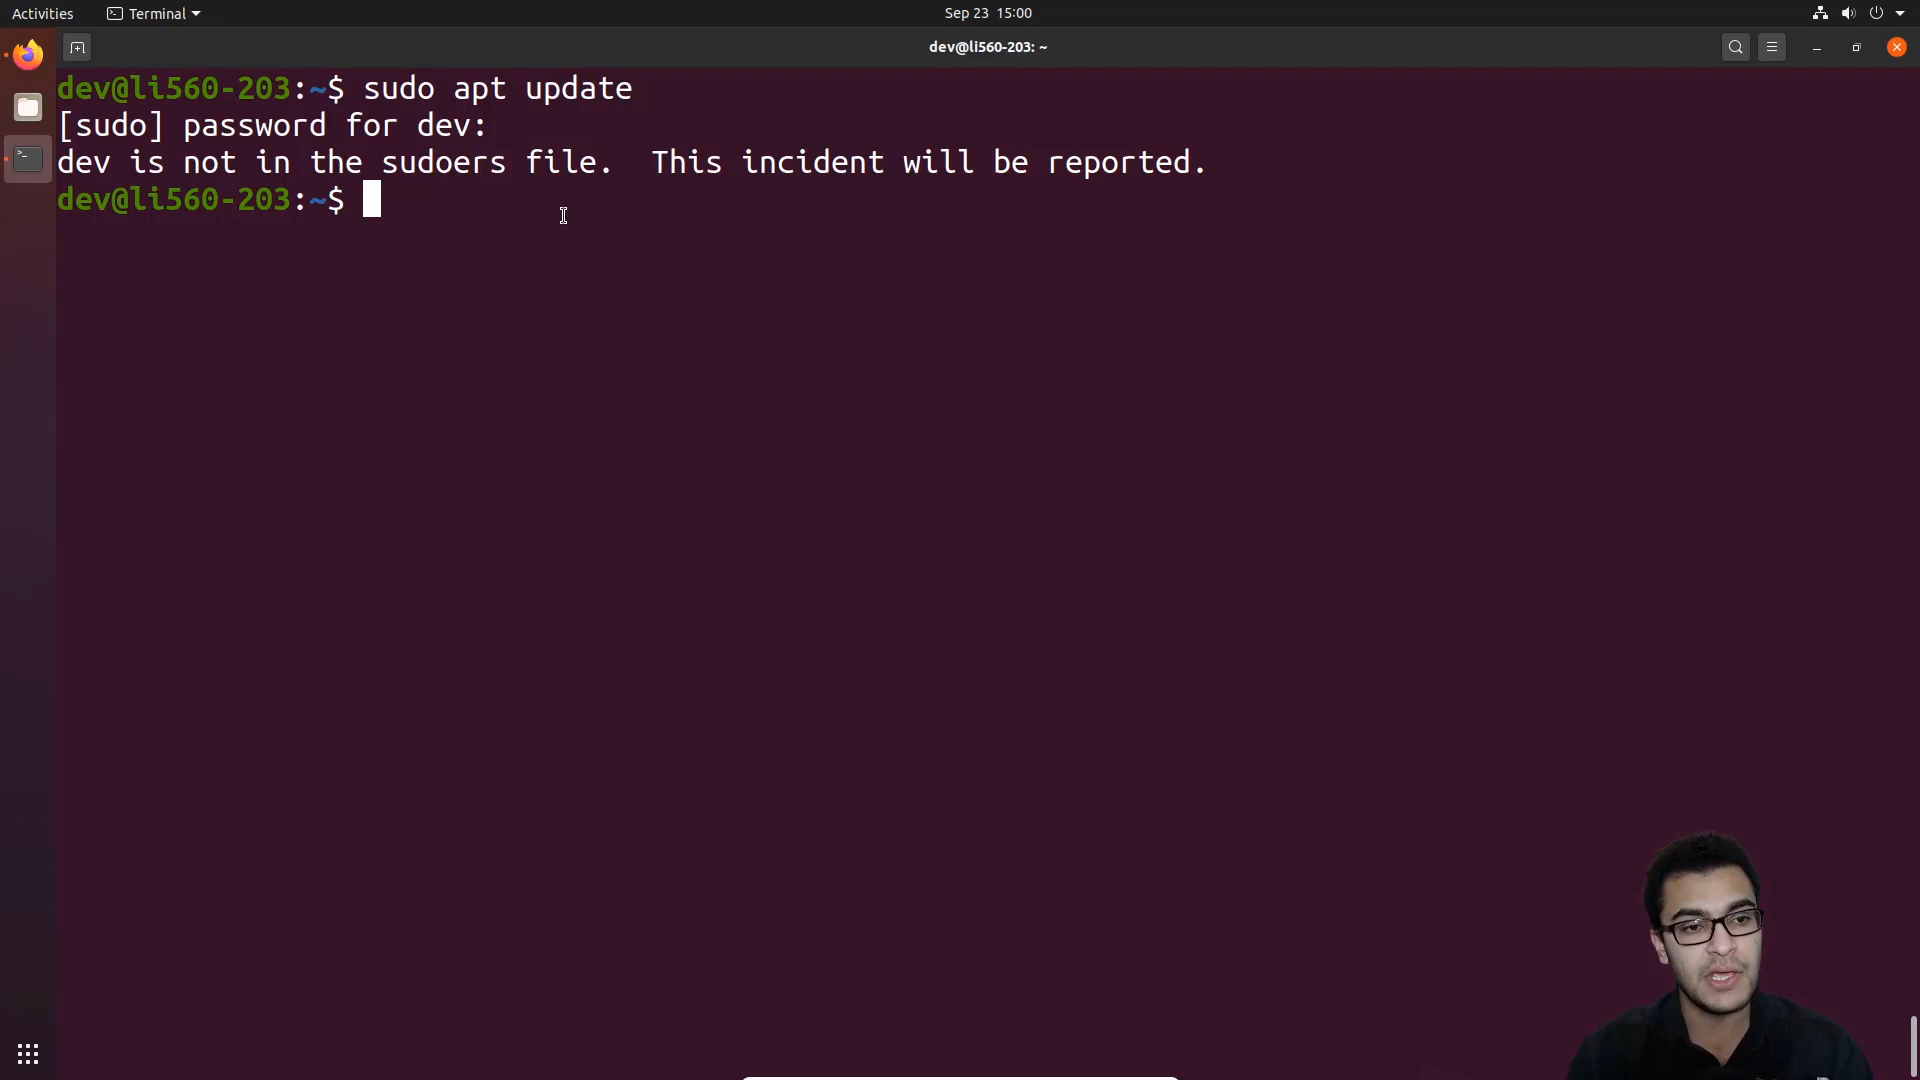 Activities
Terminal
Sep 23 15:00
dev@li560-203: ~
dev@li560-203:~$ sudo apt update
[sudo] password for dev:
dev is not in the sudoers file.  This incident will be reported.
dev@li560-203:~$